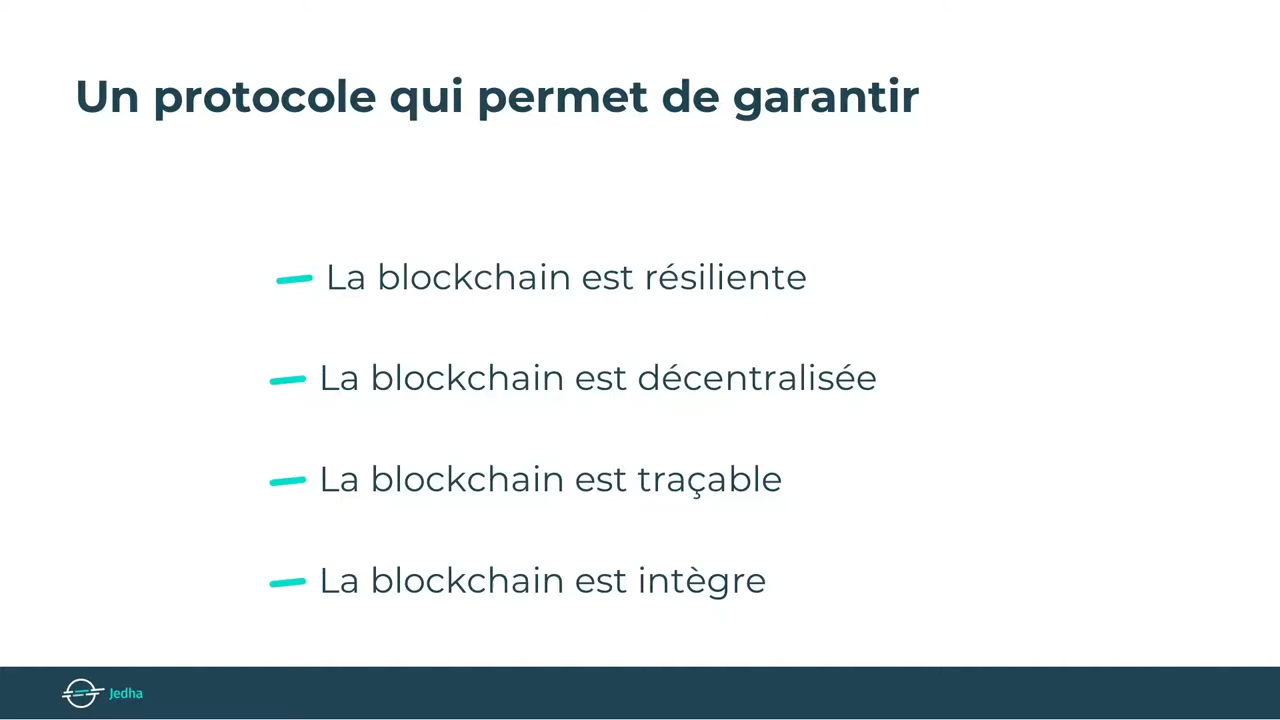 Un protocole qui permet de garantir
La blockchain est résiliente
La blockchain est décentralisée
La blockchain est traçable
La blockchain est intègre
Jedha